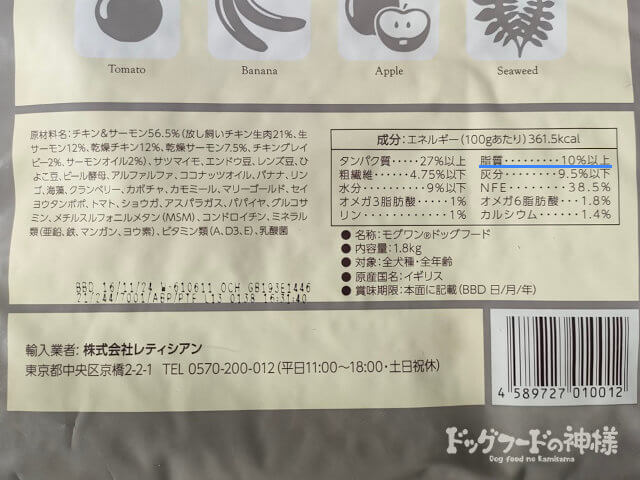 Tomato
Banana
Apple
Seaweed
原材料名:チキン&サーモン56.5%(放し飼いチキン生肉21%、生
サーモン12%、乾燥チキン12%、乾燥サーモン7.5%、チキングレイ
ビー2%、サーモンオイル2%)、サツマイモ、エンドウ豆、レンズ豆、ひ
よこ豆、ビール酵母、アルファルファ、ココナッツオイル、バナナ、リン
ゴ、海藻、クランベリー、カボチャ、カモミール、マリーゴールド、セイ
ヨウタンポポ、トマト、ショウガ、アスパラガス、パパイヤ、グルコサ
ミン、メチルスルフォニルメタン(MSM)、コンドロイチン、ミネラル
類(亜鉛、鉄、マンガン、ヨウ素)、ビタミン類(A、D3、E)、乳酸菌
BBD 16/11/24 W-610611 OCH GB193E1446
21/244/7001/ABP/PTF L13 0138 16:31:40
成分:エネルギー(100gあたり)361.5kcal
タンパク質‥‥‥27%以上 脂質‥‥‥‥‥10%以上
粗繊維‥‥‥4.75%以下 灰分‥‥‥‥‥9.5%以下
水分‥‥‥‥‥9%以下 NFE‥‥‥‥‥38.5%
オメガ3脂肪酸‥‥1% オメガ6脂肪酸‥‥1.8%
リン‥‥‥‥‥‥1% カルシウム‥‥‥1.4%
●名称:モグワン®ドッグフード
●内容量:1.8kg
●対象:全犬種・全年齢
●原産国名:イギリス
●賞味期限:本面に記載(BBD 日/月/年)
輸入業者:株式会社レティシアン
東京都中央区京橋2-2-1 TEL 0570-200-012(平日11:00〜18:00・土日祝休)
4 589727 010012
ドッグフードの神様
Dog food no Kamisama